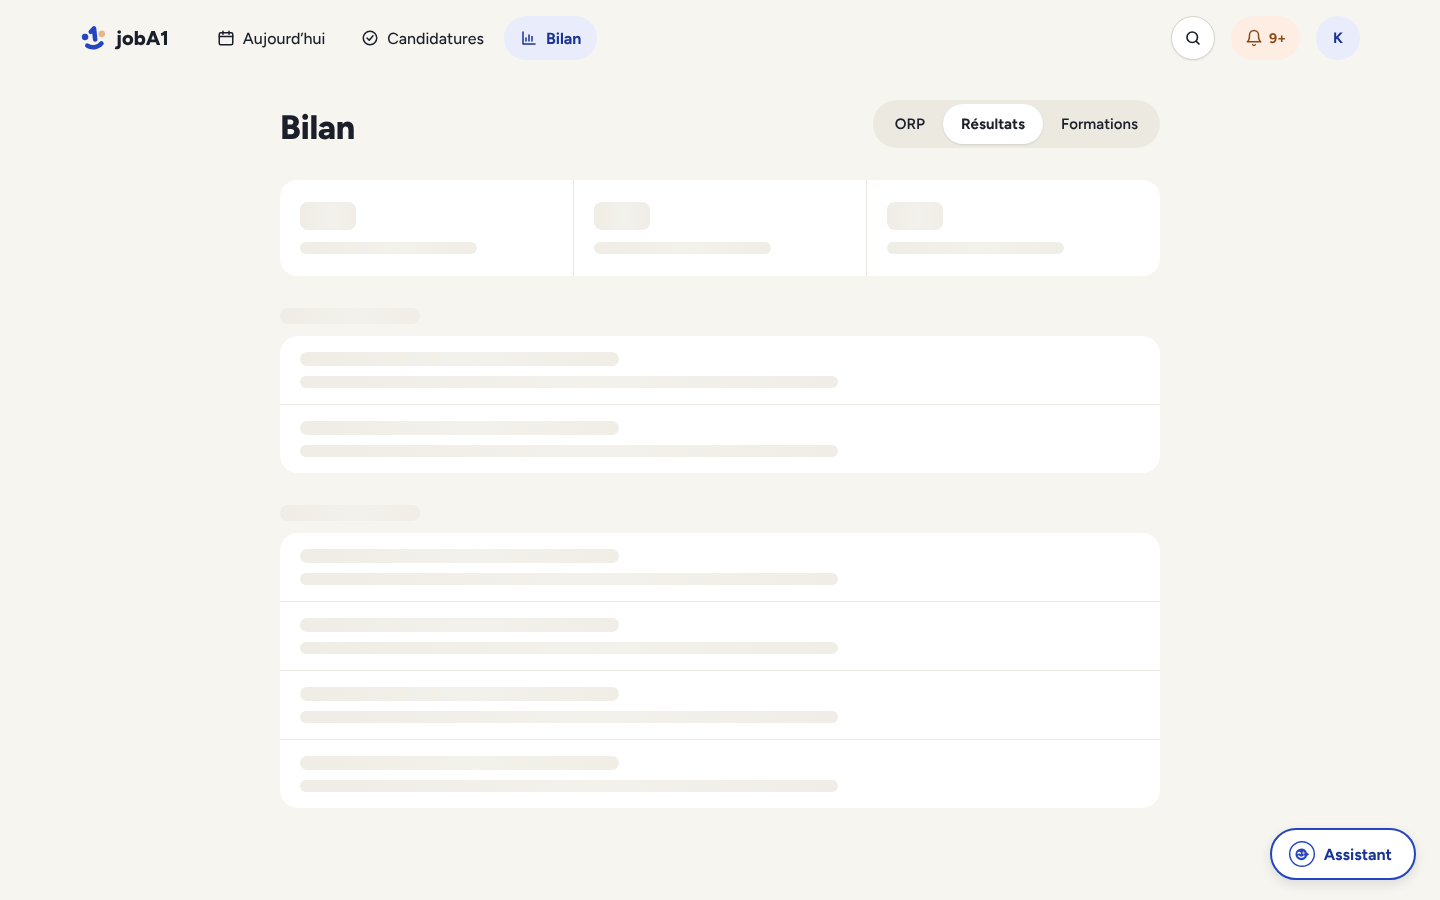 jobA1
Aujourd’hui
Candidatures
Bilan
9+
K
Bilan
ORP
Résultats
Formations
Assistant